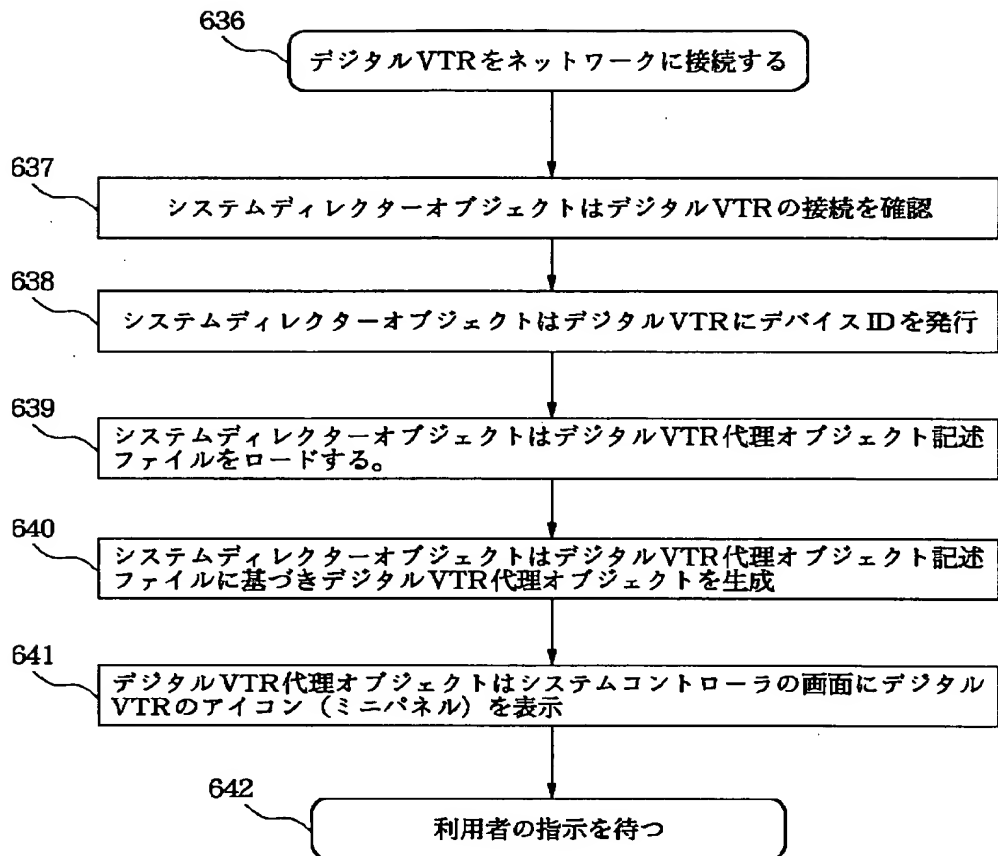 636
デジタルVTRをネットワークに接続する
637
システムディレクターオブジェクトはデジタルVTRの接続を確認
638
システムディレクターオブジェクトはデジタルVTRにデバイスIDを発行
639
システムディレクターオブジェクトはデジタルVTR代理オブジェクト記述
ファイルをロードする。
640
システムディレクターオブジェクトはデジタルVTR代理オブジェクト記述
ファイルに基づきデジタルVTR代理オブジェクトを生成
641
デジタルVTR代理オブジェクトはシステムコントローラの画面にデジタル
VTRのアイコン（ミニパネル）を表示
642
利用者の指示を待つ